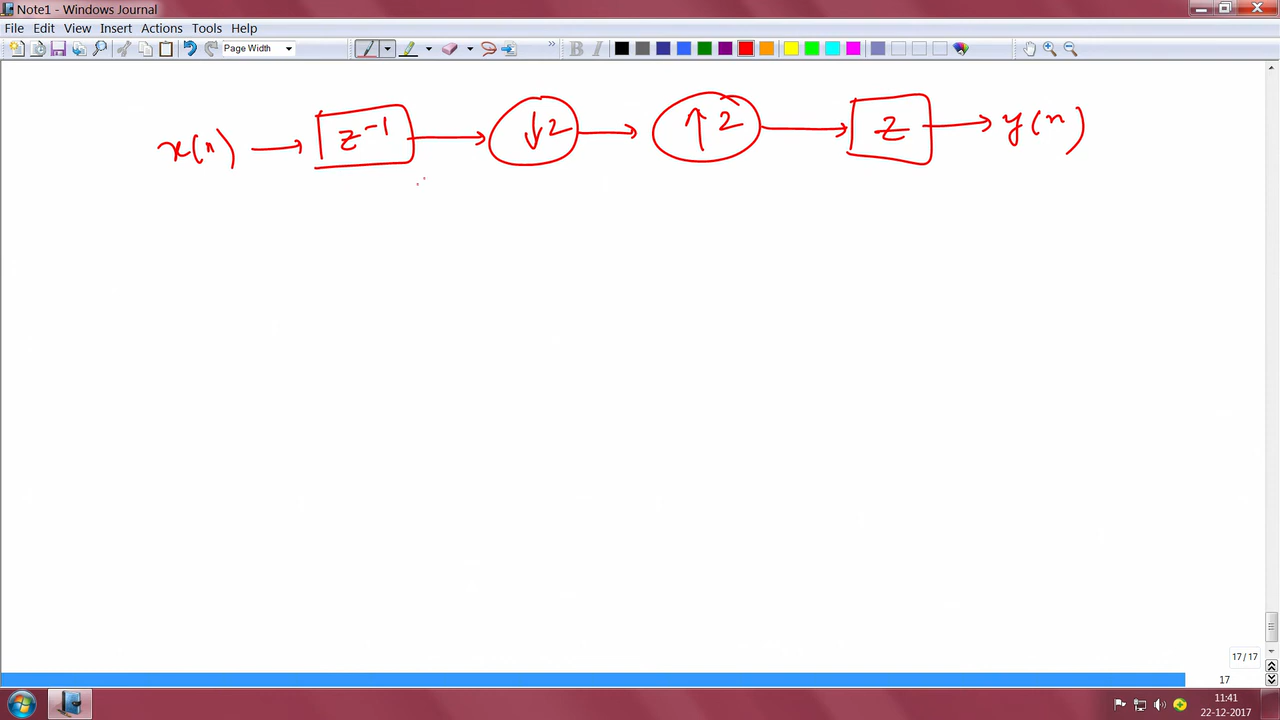 Note1 - Windows Journal
File Edit View Insert Actions Tools Help
Page Width B I
x(n) z⁻¹ ↓2 ↑2 z y(n)
17 / 17
17
11:41
22-12-2017